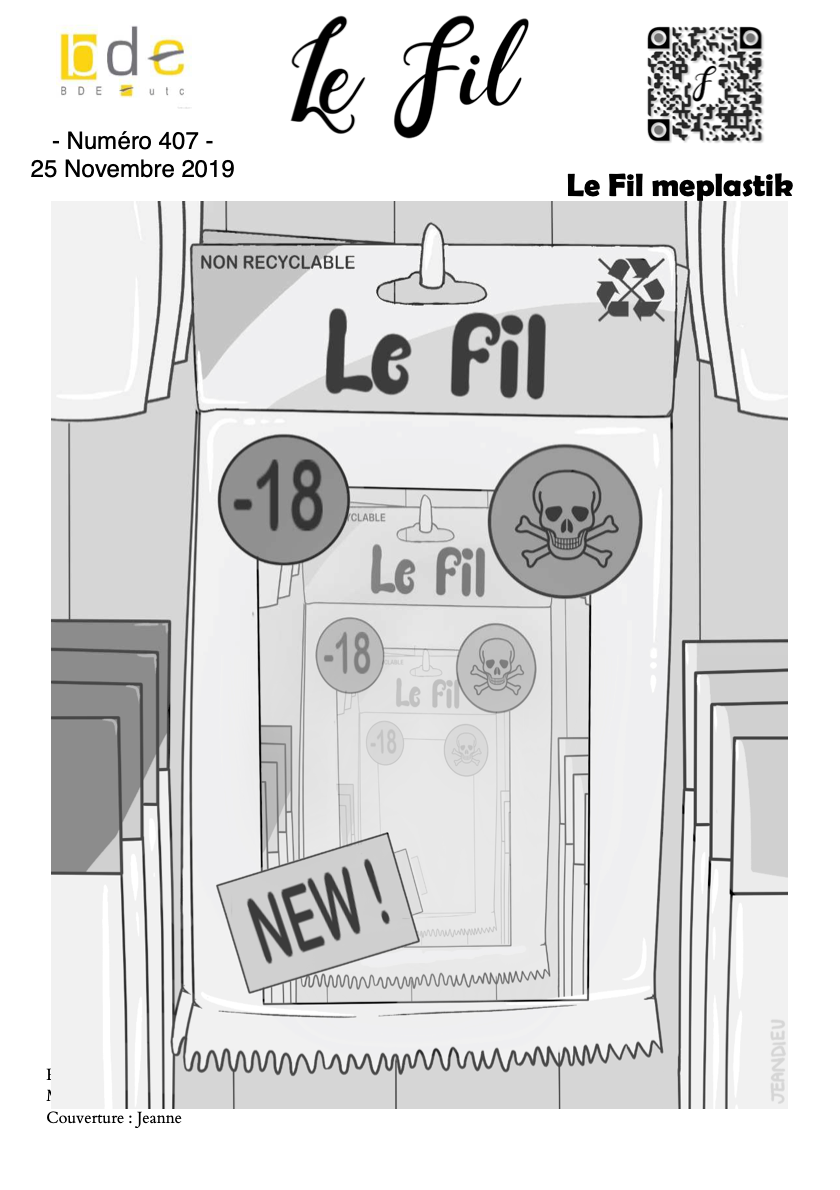 bde
BDE utc
Le Fil
- Numéro 407 -
25 Novembre 2019
Le Fil meplastik
NON RECYCLABLE
Le Fil
-18
YCLABLE
Le Fil
-18
Le Fil
-18
NEW !
JEANDIEU
Couverture : Jeanne